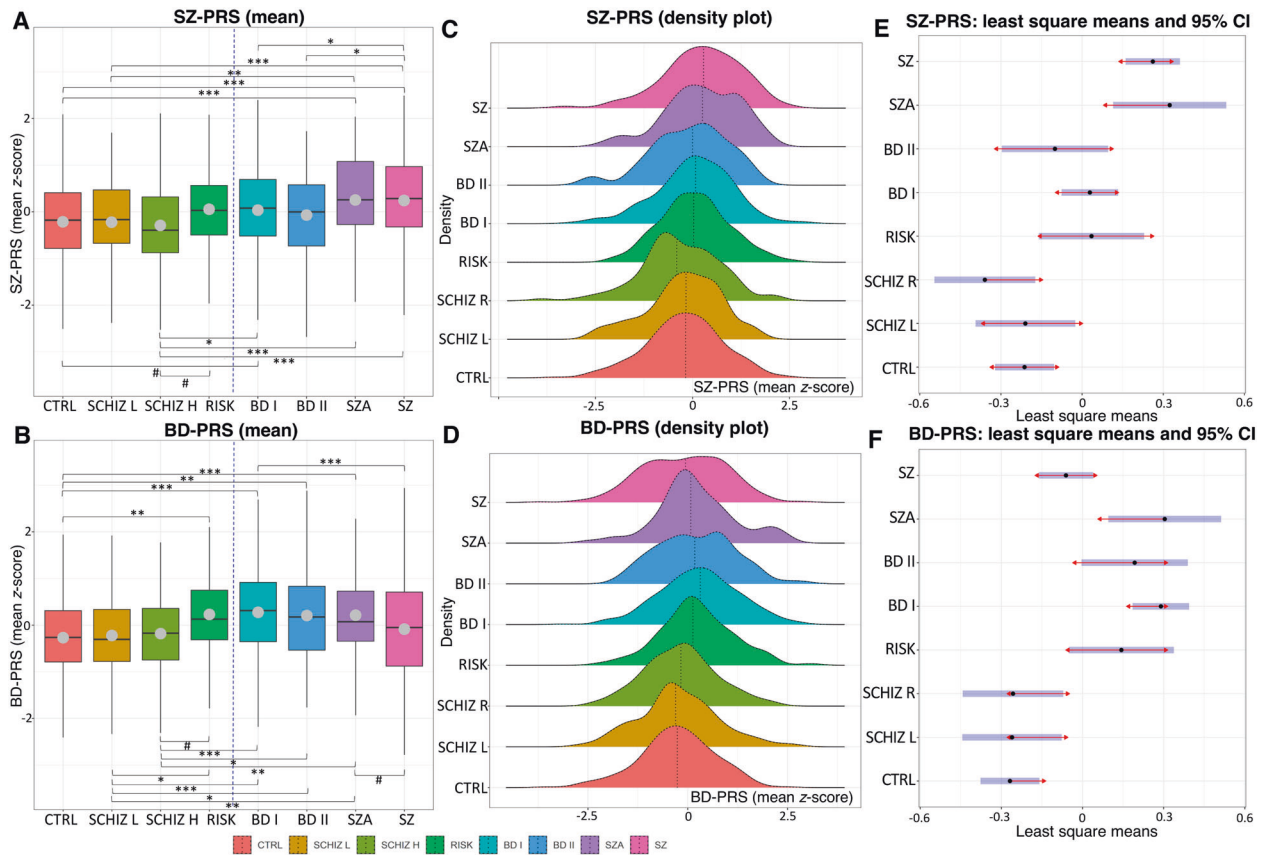 A
SZ-PRS (mean)
SZ-PRS (mean z-score)
2
0
-2
*
*
***
**
***
***
*
***
***
#
#
CTRL SCHIZ L SCHIZ H RISK BD I BD II SZA SZ
B
BD-PRS (mean)
BD-PRS (mean z-score)
2
0
-2
***
***
**
***
**
#
***
*
**
#
*
***
*
**
CTRL SCHIZ L SCHIZ H RISK BD I BD II SZA SZ
C
SZ-PRS (density plot)
Density
SZ
SZA
BD II
BD I
RISK
SCHIZ R
SCHIZ L
CTRL
SZ-PRS (mean z-score)
-2.5 0 2.5
D
BD-PRS (density plot)
Density
SZ
SZA
BD II
BD I
RISK
SCHIZ R
SCHIZ L
CTRL
BD-PRS (mean z-score)
-2.5 0 2.5
E
SZ-PRS: least square means and 95% CI
SZ
SZA
BD II
BD I
RISK
SCHIZ R
SCHIZ L
CTRL
-0.6 -0.3 0.0 0.3 0.6
Least square means
F
BD-PRS: least square means and 95% CI
SZ
SZA
BD II
BD I
RISK
SCHIZ R
SCHIZ L
CTRL
-0.6 -0.3 0.0 0.3 0.6
Least square means
CTRL SCHIZ L SCHIZ H RISK BD I BD II SZA SZ